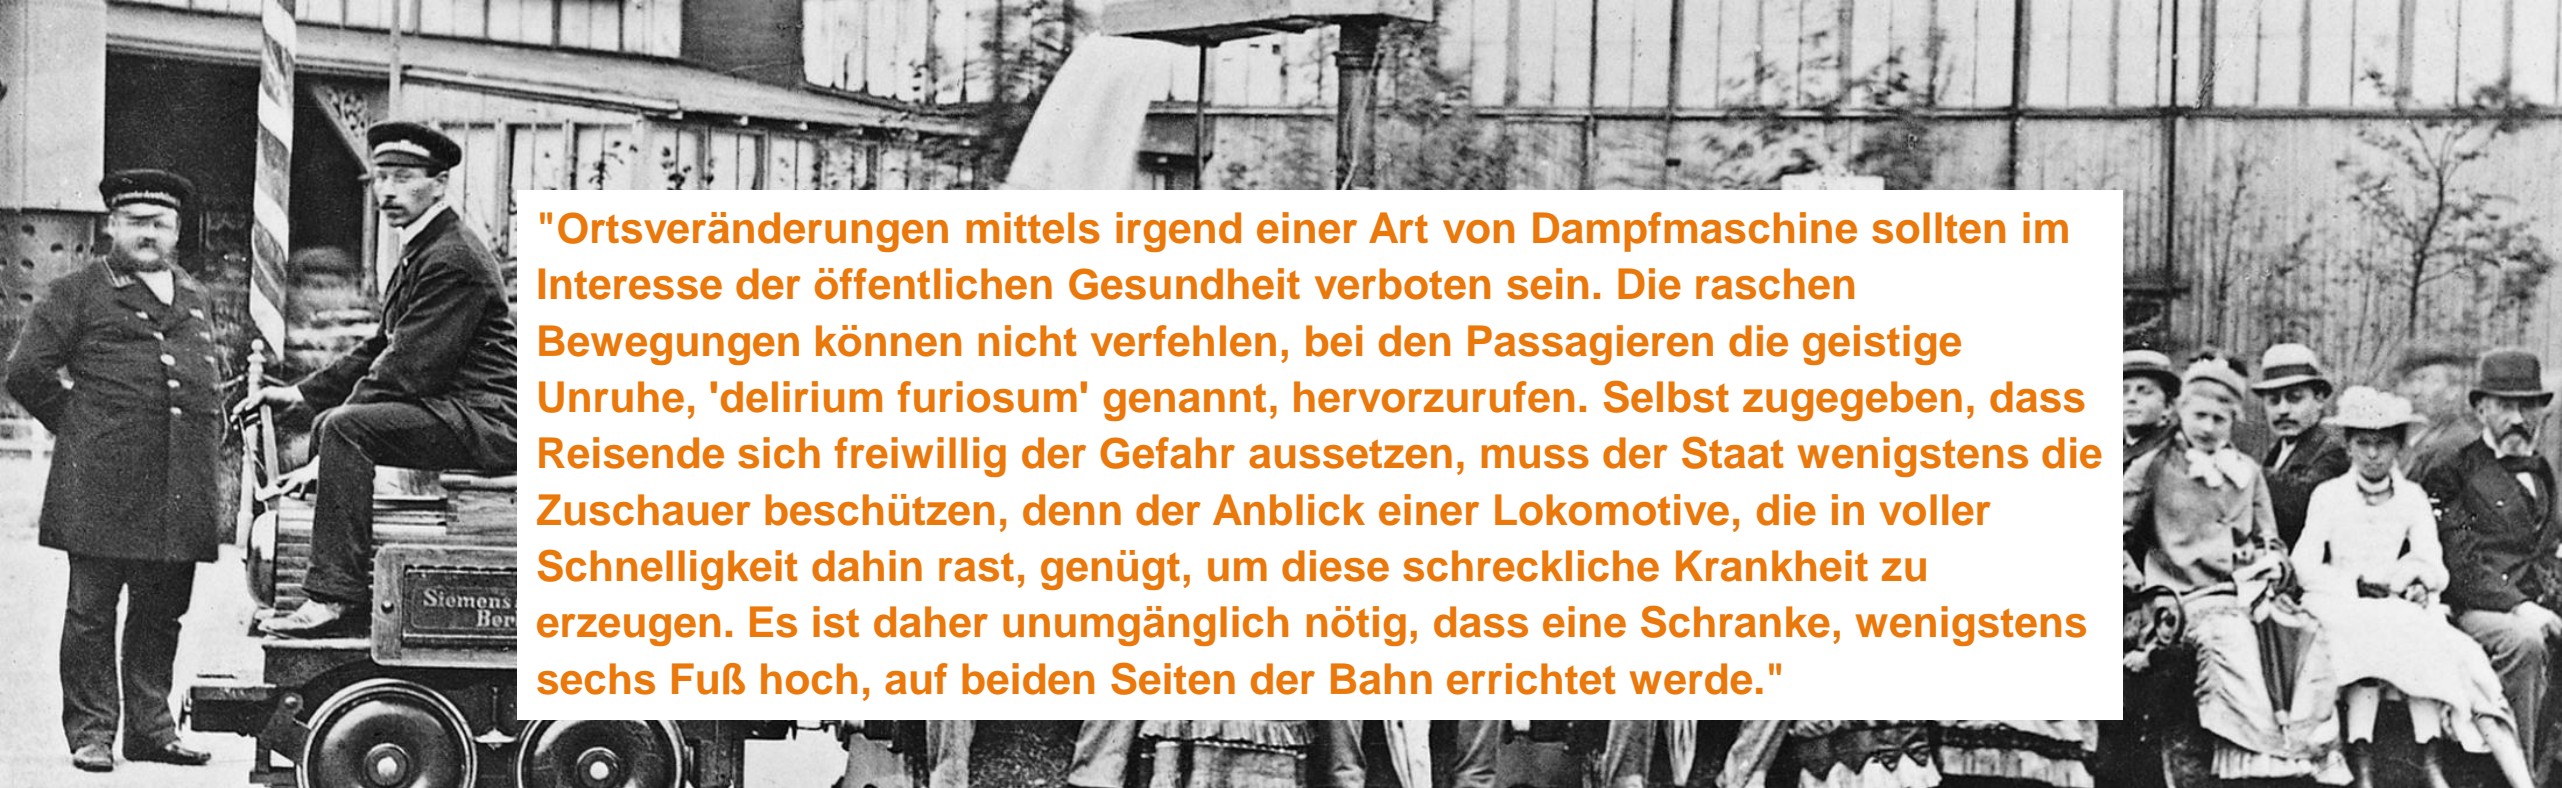 "Ortsveränderungen mittels irgend einer Art von Dampfmaschine sollten im
Interesse der öffentlichen Gesundheit verboten sein. Die raschen
Bewegungen können nicht verfehlen, bei den Passagieren die geistige
Unruhe, 'delirium furiosum' genannt, hervorzurufen. Selbst zugegeben, dass
Reisende sich freiwillig der Gefahr aussetzen, muss der Staat wenigstens die
Zuschauer beschützen, denn der Anblick einer Lokomotive, die in voller
Schnelligkeit dahin rast, genügt, um diese schreckliche Krankheit zu
erzeugen. Es ist daher unumgänglich nötig, dass eine Schranke, wenigstens
sechs Fuß hoch, auf beiden Seiten der Bahn errichtet werde."
Siemens